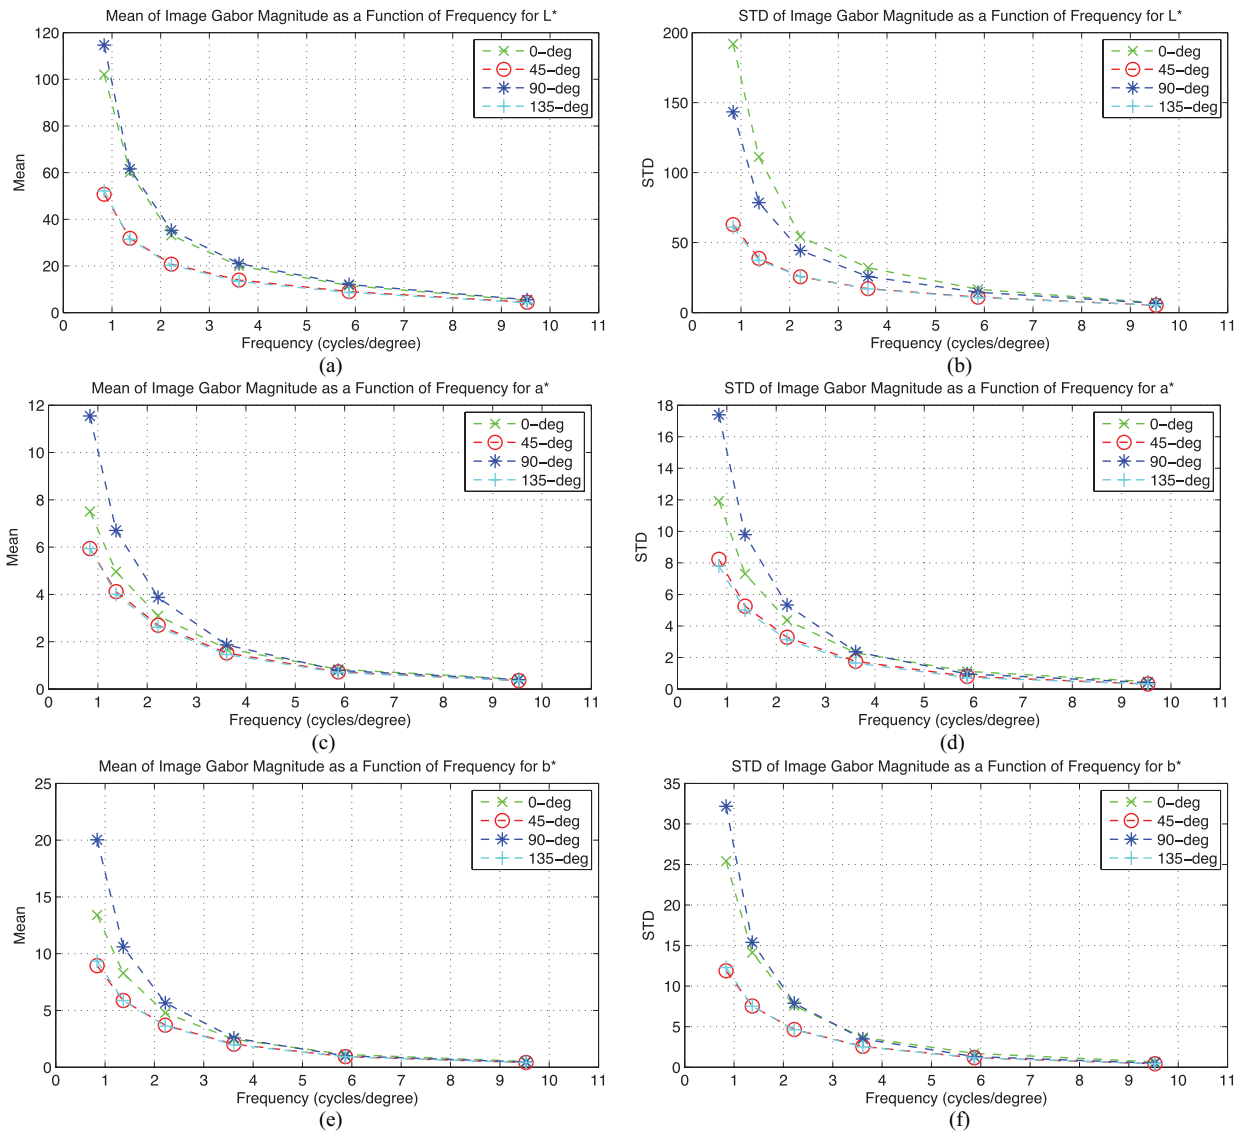 Mean of Image Gabor Magnitude as a Function of Frequency for L*
120
100
80
60
40
20
0
Mean
0 1 2 3 4 5 6 7 8 9 10 11
Frequency (cycles/degree)
0-deg
45-deg
90-deg
135-deg
(a)
STD of Image Gabor Magnitude as a Function of Frequency for L*
200
150
100
50
0
STD
0 1 2 3 4 5 6 7 8 9 10 11
Frequency (cycles/degree)
0-deg
45-deg
90-deg
135-deg
(b)
Mean of Image Gabor Magnitude as a Function of Frequency for a*
12
10
8
6
4
2
0
Mean
0 1 2 3 4 5 6 7 8 9 10 11
Frequency (cycles/degree)
0-deg
45-deg
90-deg
135-deg
(c)
STD of Image Gabor Magnitude as a Function of Frequency for a*
18
16
14
12
10
8
6
4
2
0
STD
0 1 2 3 4 5 6 7 8 9 10 11
Frequency (cycles/degree)
0-deg
45-deg
90-deg
135-deg
(d)
Mean of Image Gabor Magnitude as a Function of Frequency for b*
25
20
15
10
5
0
Mean
0 1 2 3 4 5 6 7 8 9 10 11
Frequency (cycles/degree)
0-deg
45-deg
90-deg
135-deg
(e)
STD of Image Gabor Magnitude as a Function of Frequency for b*
35
30
25
20
15
10
5
0
STD
0 1 2 3 4 5 6 7 8 9 10 11
Frequency (cycles/degree)
0-deg
45-deg
90-deg
135-deg
(f)